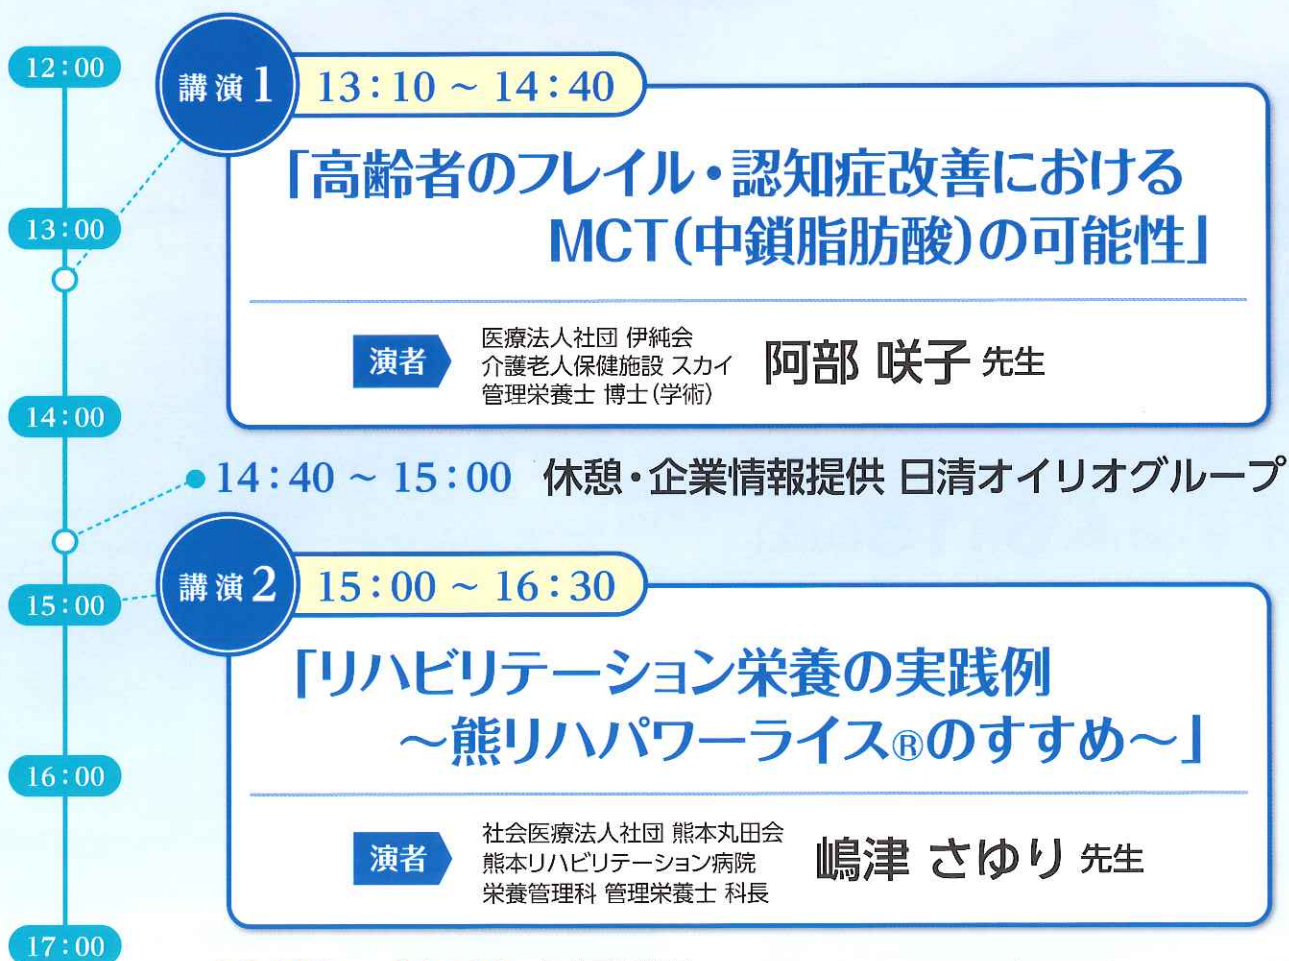 12:00
講演1 13:10 ~ 14:40
「高齢者のフレイル・認知症改善における
MCT(中鎖脂肪酸)の可能性」
13:00
演者
医療法人社団 伊純会
介護老人保健施設 スカイ
管理栄養士 博士(学術)
阿部 咲子 先生
14:00
14:40 ~ 15:00 休憩・企業情報提供 日清オイリオグループ
講演2 15:00 ~ 16:30
15:00
「リハビリテーション栄養の実践例
~熊リハパワーライス®のすすめ~」
16:00
演者
社会医療法人社団 熊本丸田会
熊本リハビリテーション病院
栄養管理科 管理栄養士 科長
嶋津 さゆり 先生
17:00